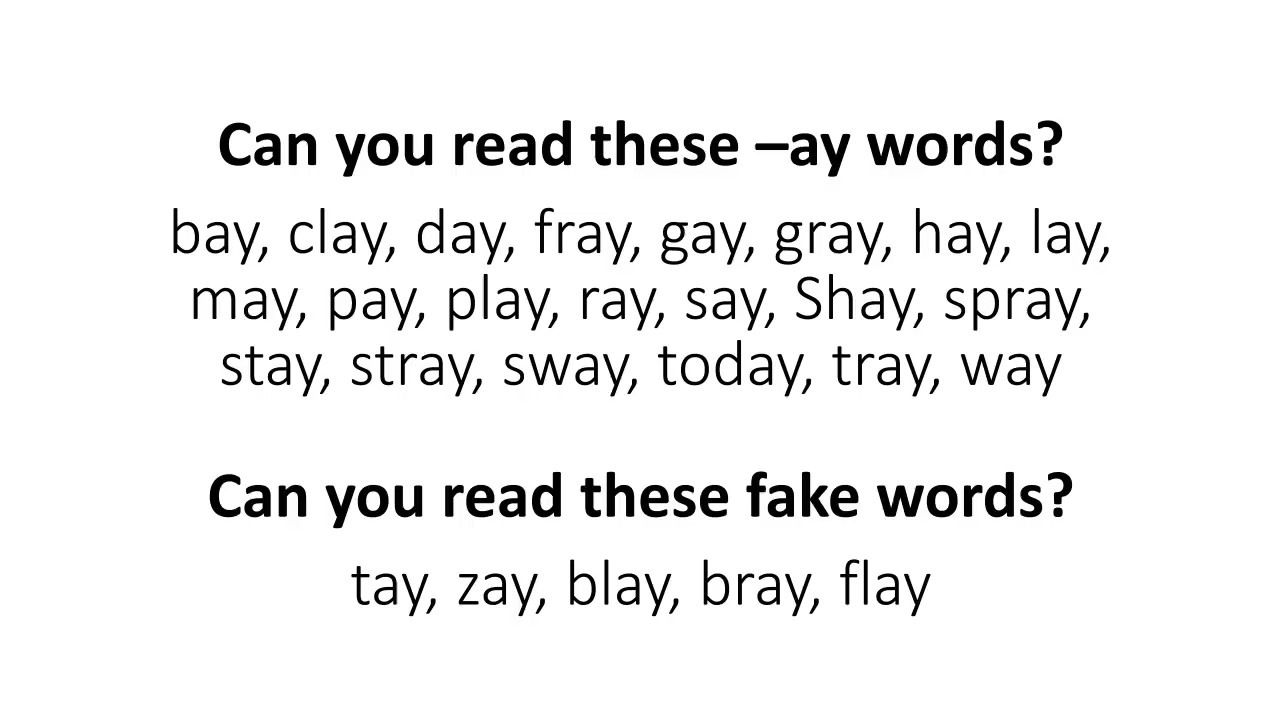 Can you read these –ay words?
bay, clay, day, fray, gay, gray, hay, lay,
may, pay, play, ray, say, Shay, spray,
stay, stray, sway, today, tray, way
Can you read these fake words?
tay, zay, blay, bray, flay